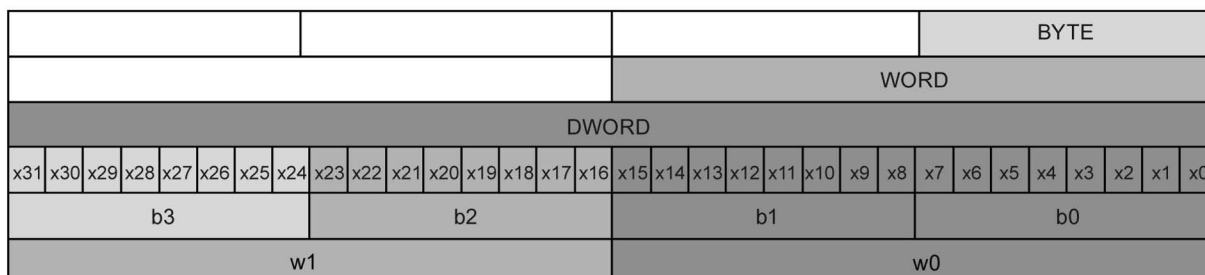 BYTE
WORD
DWORD
x31 x30 x29 x28 x27 x26 x25 x24 x23 x22 x21 x20 x19 x18 x17 x16 x15 x14 x13 x12 x11 x10 x9 x8 x7 x6 x5 x4 x3 x2 x1 x0
b3 b2 b1 b0
w1 w0